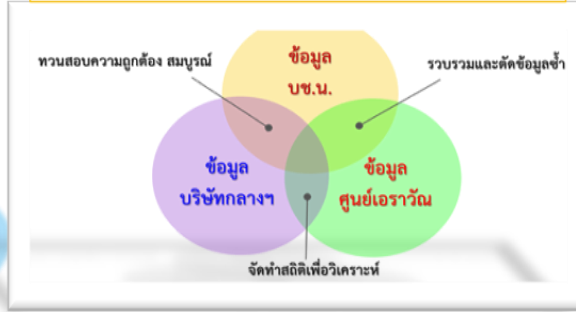 ข้อมูล
บช.น.
ทวนสอบความถูกต้อง สมบูรณ์
รวบรวมและตัดข้อมูลซ้ำ
ข้อมูล
บริษัทกลางฯ
ข้อมูล
ศูนย์เอราวัณ
จัดทำสถิติเพื่อวิเคราะห์